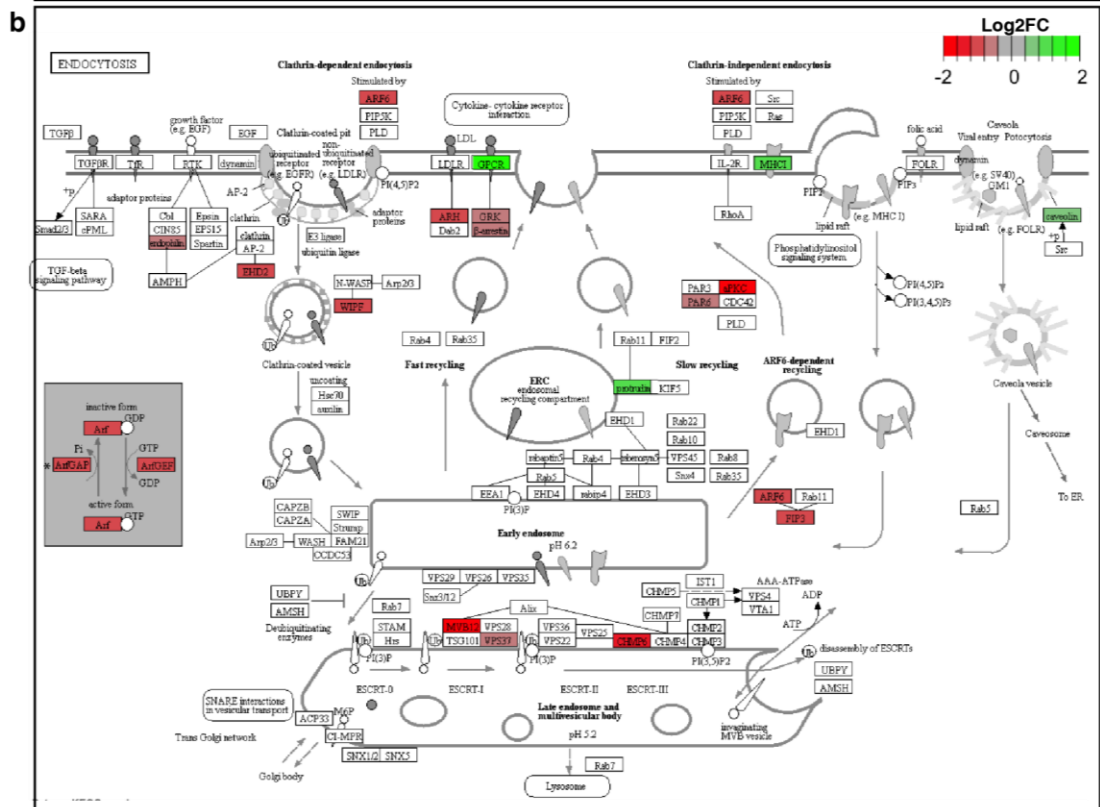 b
Log2FC
-2 0 2
ENDOCYTOSIS
Clathrin-dependent endocytosis
Stimulated by
ARF6
PIP5K
PLD
Cytokine- cytokine receptor
interaction
Clathrin-independent endocytosis
Stimulated by
ARF6 Src
PIP5K Ras
PLD
TGFβ
growth factor
(e.g. EGF)
EGF
Clathrin-coated pit
ubiquitinated
receptor
(e.g. EGFR)
non-
ubiquitinated
receptor
(e.g. LDLR)
LDL
folic acid
Caveola
Viral entry Potocytosis
TGFβR TfR RTK dynamin
LDLR GPCR
IL-2R MHCI
FOLR
dynamin
(e.g. SV40)
GM1
+p
adaptor proteins
AP-2
clathrin
Ub
adaptor
proteins
PI(4,5)P2
PIP2
PIP3
lipid raft
(e.g. MHC I)
lipid raft
(e.g. FOLR)
caveolin
+p
Src
Smad2/3
SARA
cPML
Cbl
CIN85
endophilin
Epsin
EPS15
Spartin
AMPH
clathrin
AP-2
EHD2
E3 ligase
ubiquitin ligase
ARH
Dab2
GRK
β-arrestin
RhoA
Phosphatidylinositol
signaling system
TGF-beta
signaling pathway
N-WASP Arp2/3
WIPF
PAR3 aPKC
PAR6 CDC42
PLD
PI(4,5)P2
PI(3,4,5)P3
Ub
Clathrin-coated vesicle
uncoating
Hsc70
auxilin
Rab4 Rab35
Fast recycling
Rab11 FIP2
Slow recycling
ARF6-dependent
recycling
ERC
endosomal
recycling compartment
protrudin KIF5
EHD1
EHD1
Caveola vesicle
Caveosome
To ER
inactive form
Arf
GDP
Pi
GTP
* ArfGAP ArfGEF
GDP
active form
Arf
GTP
Ub
Rab22
Rab10
rabaptin5 Rab4 rabenosyn5 VPS45 Rab8
Rab5 Snx4 Rab35
EEA1 EHD4 rabip4 EHD3
PI(3)P
ARF6 Rab11
FIP3
Rab5
CAPZB
CAPZA
SWIP
Strump
Arp2/3 WASH FAM21
CCDC53
Early endosome
pH 6.2
Ub
VPS29 VPS26 VPS35
Snx3/12
UBPY
AMSH
Deubiquitinating
enzymes
Rab7
STAM
Hrs
Alix
MVB12 VPS28
TSG101 VPS37
VPS36
VPS22
VPS25
IST1
CHMP5
CHMP1
CHMP7
CHMP2
CHMP6 CHMP4 CHMP3
AAA-ATPase
VPS4
VTA1
ADP
ATP
Ub
PI(3)P
Ub
Ub
PI(3)P
PI(3,5)P2
Ub
disassembly of ESCRTs
UBPY
AMSH
ESCRT-0 ESCRT-I ESCRT-II ESCRT-III
SNARE interactions
in vesicular transport
Late endosome and
multivesicular body
pH 5.2
invaginating
MVB vesicle
ACP33
M6P
CI-MPR
Trans Golgi network
SNX1/2 SNX5
Golgi body
Rab7
Lysosome